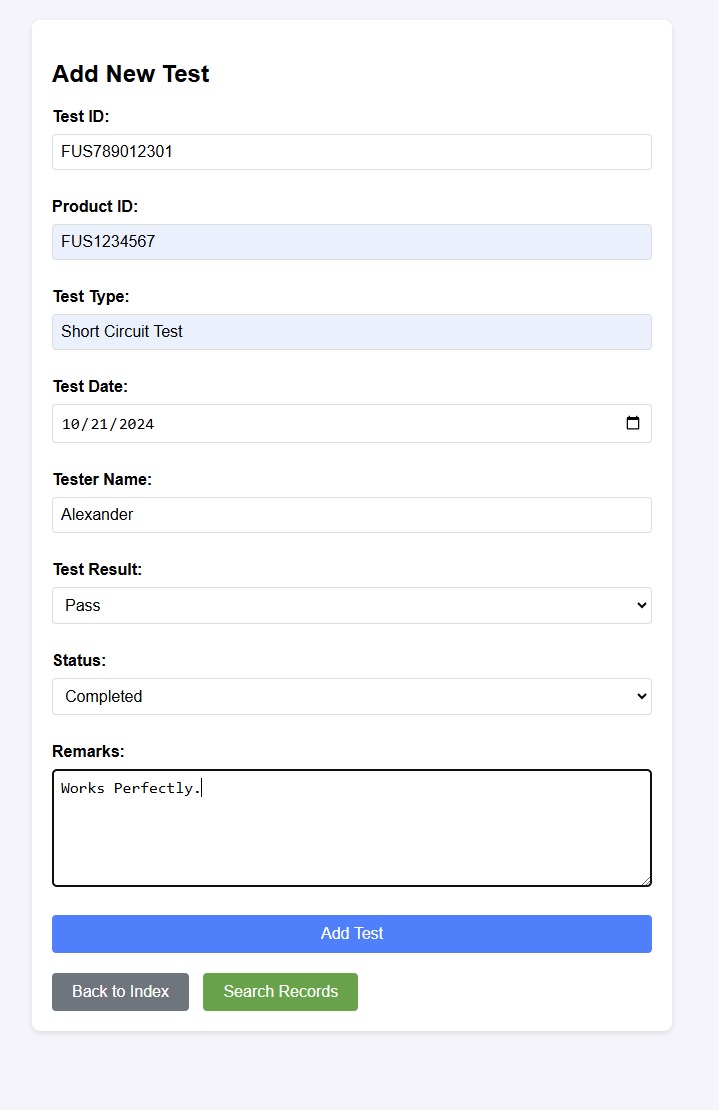 Add New Test
Test ID:
FUS789012301
Product ID:
FUS1234567
Test Type:
Short Circuit Test
Test Date:
10/21/2024
Tester Name:
Alexander
Test Result:
Pass
Status:
Completed
Remarks:
Works Perfectly.
Add Test
Back to Index
Search Records